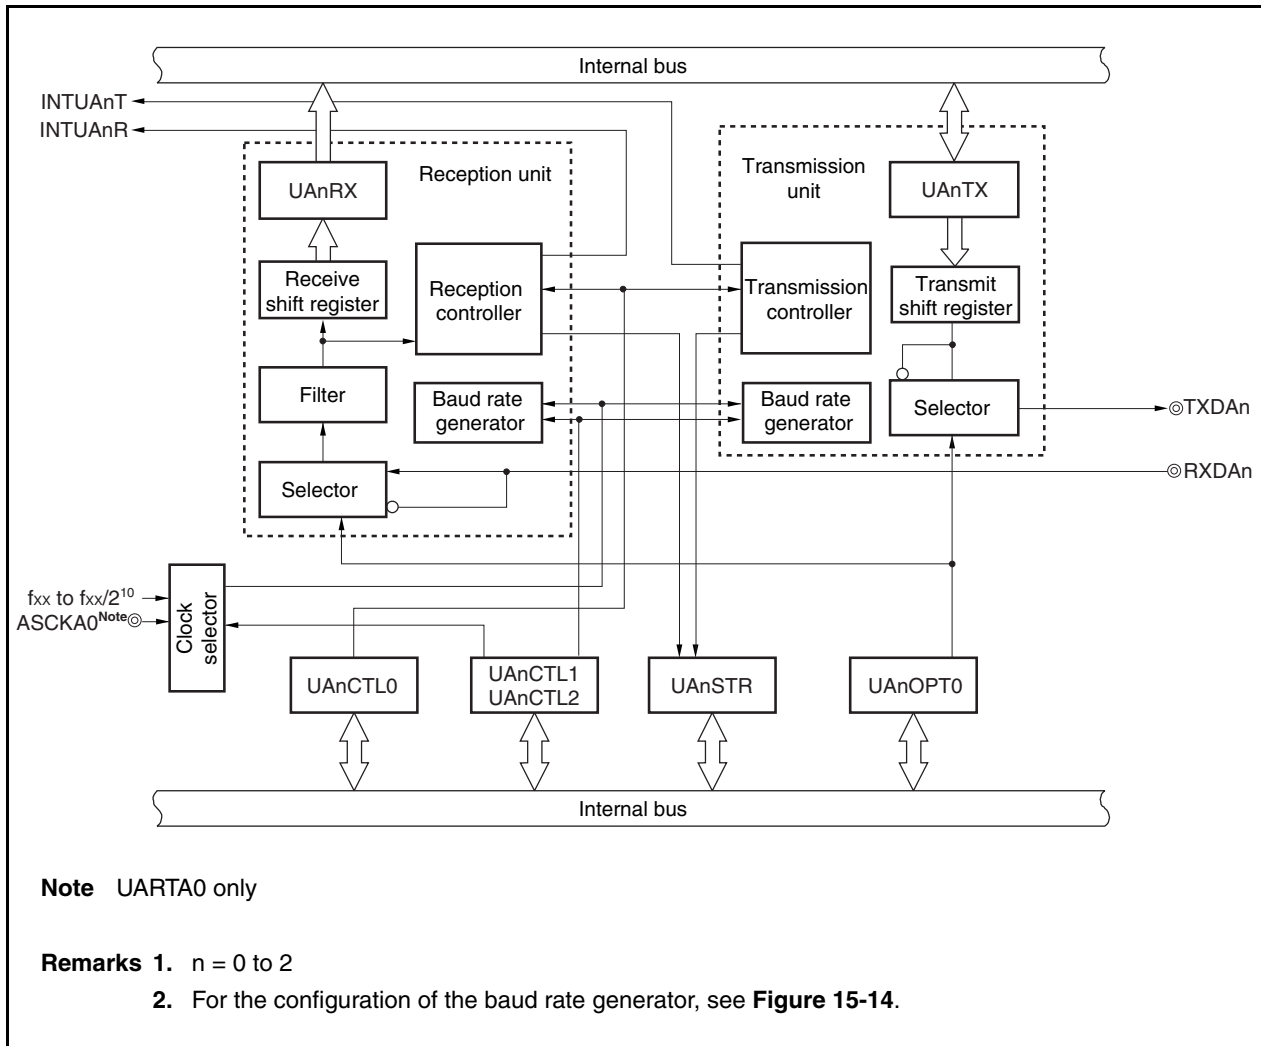 Internal bus
INTUAnT
INTUAnR
Reception unit
Transmission
unit
UAnRX
UAnTX
Receive
shift register
Reception
controller
Transmission
controller
Transmit
shift register
Filter
Baud rate
generator
Baud rate
generator
Selector
TXDAn
Selector
RXDAn
fxx to fxx/2¹⁰
ASCKA0Note
Clock
selector
UAnCTL0
UAnCTL1
UAnCTL2
UAnSTR
UAnOPT0
Internal bus
Note UARTA0 only
Remarks 1. n = 0 to 2
2. For the configuration of the baud rate generator, see Figure 15-14.